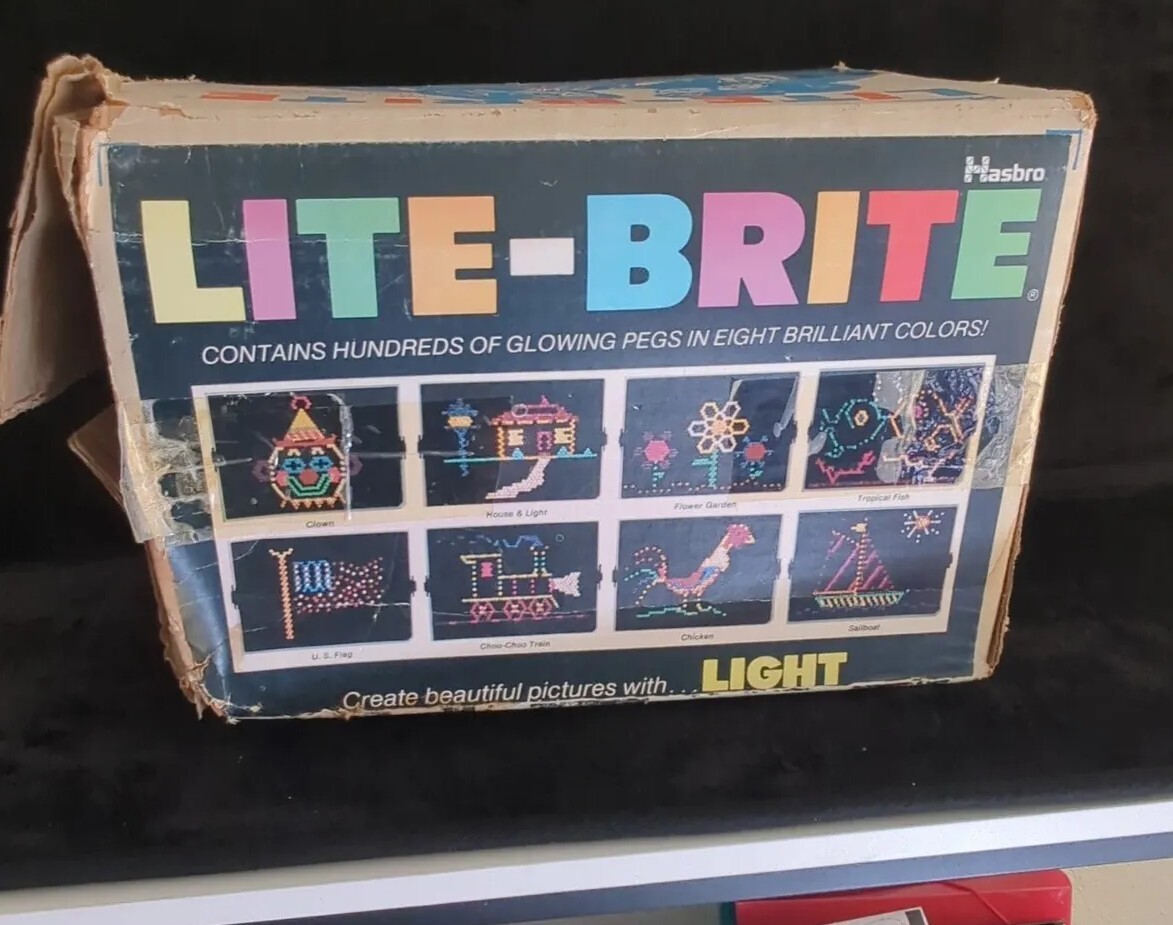 Hasbro
LITE-BRITE®
CONTAINS HUNDREDS OF GLOWING PEGS IN EIGHT BRILLIANT COLORS!
Clown
House & Light
Flower Garden
Tropical Fish
U. S. Flag
Choo-Choo Train
Chicken
Sailboat
Create beautiful pictures with... LIGHT